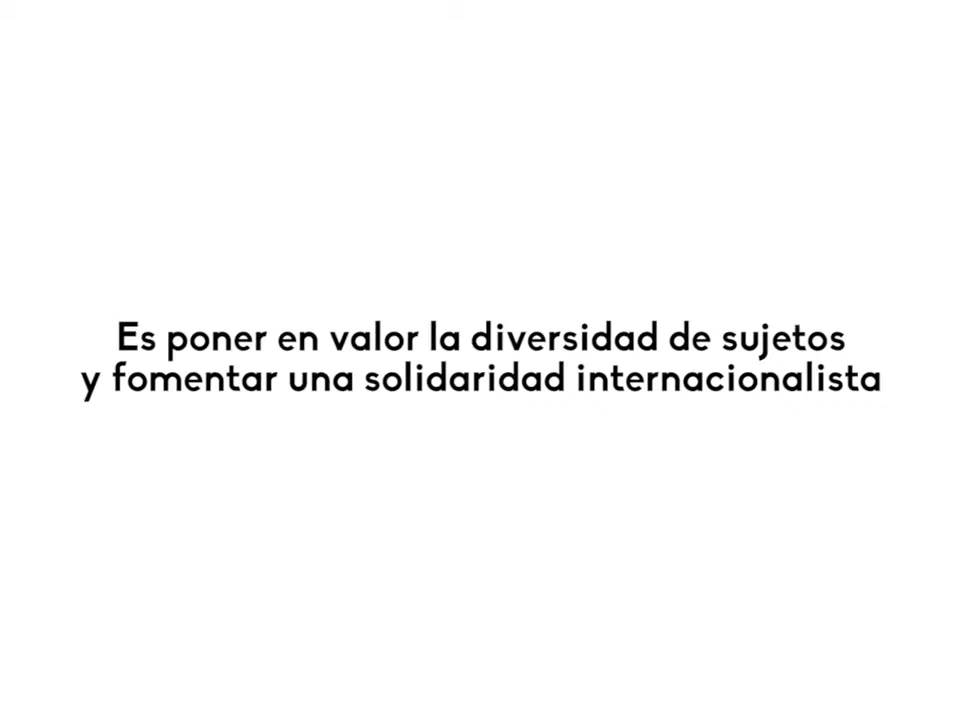 Es poner en valor la diversidad de sujetos
y fomentar una solidaridad internacionalista